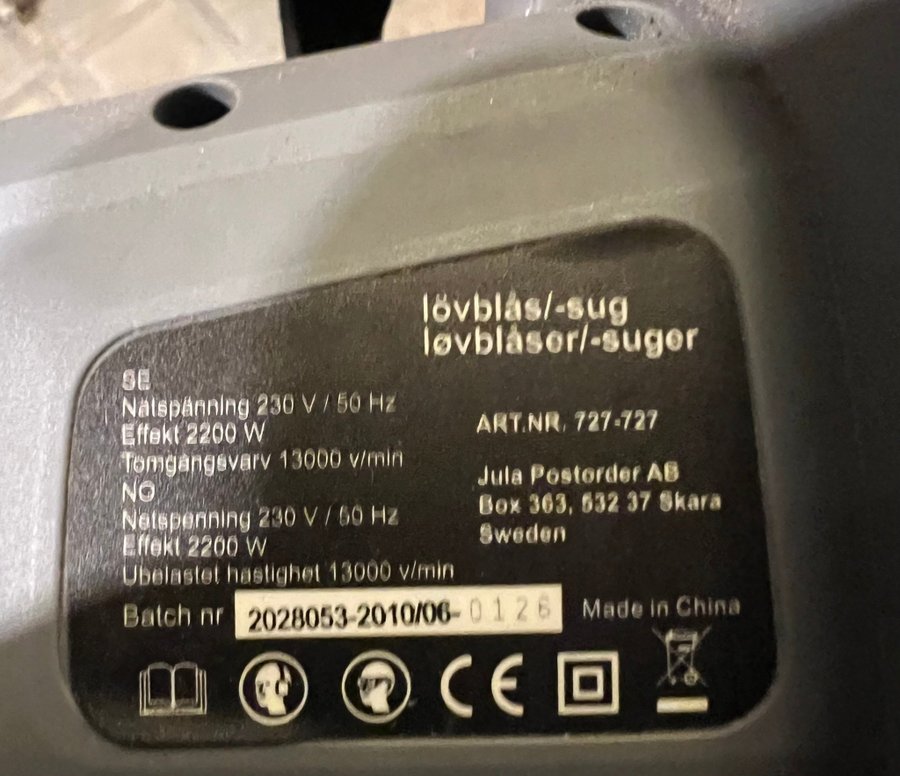 lövblås/-sug
løvblåser/-suger
SE
Nätspänning 230 V / 50 Hz
Effekt 2200 W
Tomgångsvarv 13000 v/min
NO
Netspenning 230 V / 50 Hz
Effekt 2200 W
Ubelastet hastighet 13000 v/min
ART.NR. 727-727
Jula Postorder AB
Box 363, 532 37 Skara
Sweden
Batch nr 2028053-2010/06-0126 Made in China
CE